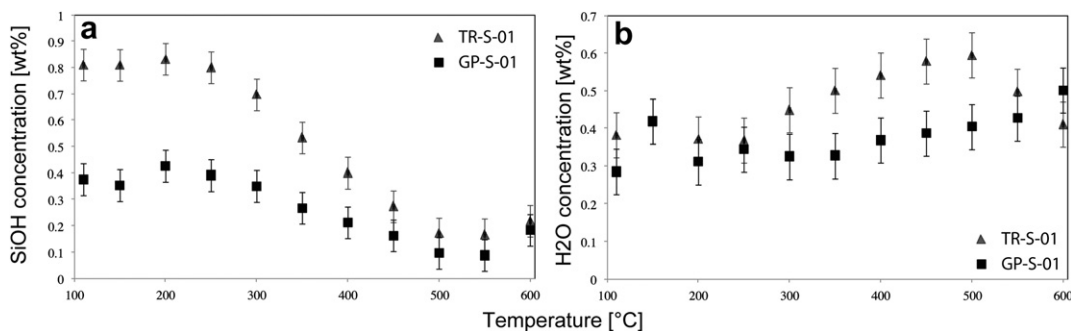 a
TR-S-01
GP-S-01
SiOH concentration [wt%]
1
0.9
0.8
0.7
0.6
0.5
0.4
0.3
0.2
0.1
0
100 200 300 400 500 600
b
TR-S-01
GP-S-01
H2O concentration [wt%]
0.7
0.6
0.5
0.4
0.3
0.2
0.1
0
100 200 300 400 500 600
Temperature [°C]